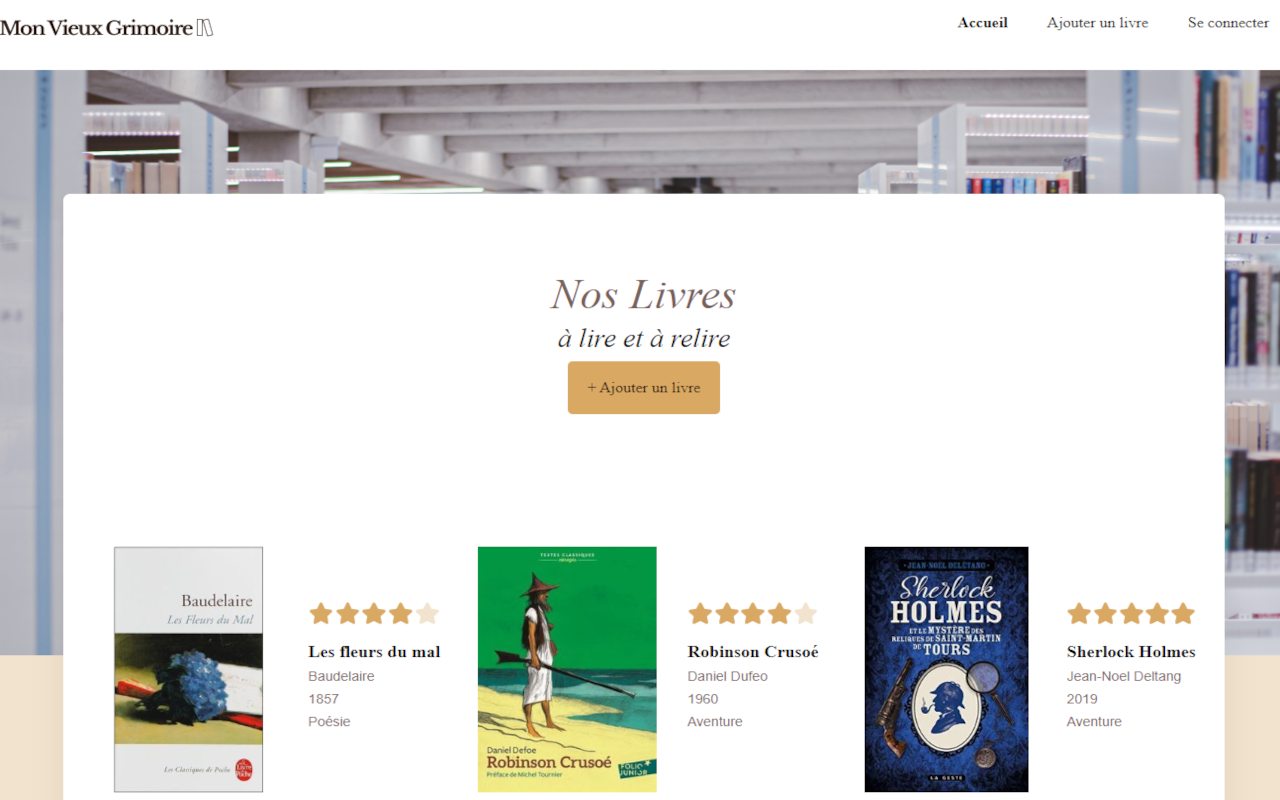 Mon Vieux Grimoire
Accueil
Ajouter un livre
Se connecter
Nos Livres
à lire et à relire
+ Ajouter un livre
Baudelaire
Les Fleurs du Mal
Les Classiques de Poche
Le Livre de Poche
Les fleurs du mal
Baudelaire
1857
Poésie
TEXTES CLASSIQUES
Daniel Defoe
Robinson Crusoé
Préface de Michel Tournier
FOLIO
JUNIOR
Robinson Crusoé
Daniel Dufeo
1960
Aventure
JEAN-NOËL DELÉTANG
Sherlock
HOLMES
ET LE MYSTÈRE DES
RELIQUES DE SAINT-MARTIN
DE TOURS
LA GESTE
Sherlock Holmes
Jean-Noel Deltang
2019
Aventure